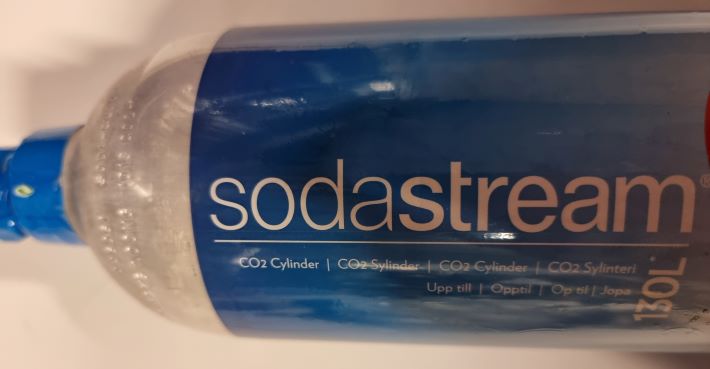 sodastream®
CO2 Cylinder | CO2 Sylinder | CO2 Cylinder | CO2 Sylinteri
Upp till | Opptil | Op til | Jopa
130L*